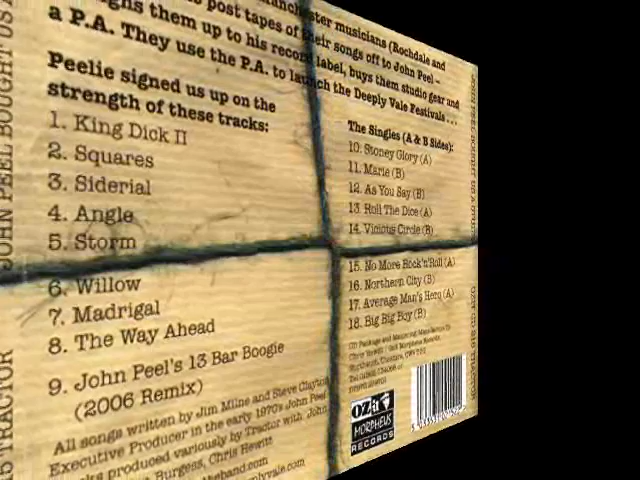 musicians (Rochdale and
post tapes of their songs off to John Peel –
them up to his record label, buys them studio gear and
a P.A. They use the P.A. to launch the Deeply Vale Festivals . . .
Peelie signed us up on the
strength of these tracks:
1. King Dick II
2. Squares
3. Siderial
4. Angle
5. Storm
6. Willow
7. Madrigal
8. The Way Ahead
9. John Peel's 13 Bar Boogie
(2006 Remix)
All songs written by Jim Milne and Steve Clayton
Executive Producer in the early 1970's John Peel
produced variously by Tractor with John
Burgess, Chris Hewitt
The Singles (A & B Sides):
10. Stoney Glory (A)
11. Marie (B)
12. As You Say (B)
13. Roll The Dice (A)
14. Vicious Circle (B)
15. No More Rock'n'Roll (A)
16. Northern City (B)
17. Average Man's Hero (A)
18. Big Big Boy (B)
oza
MORPHEUS
RECORDS
JOHN PEEL BOUGHT US
TRACTOR